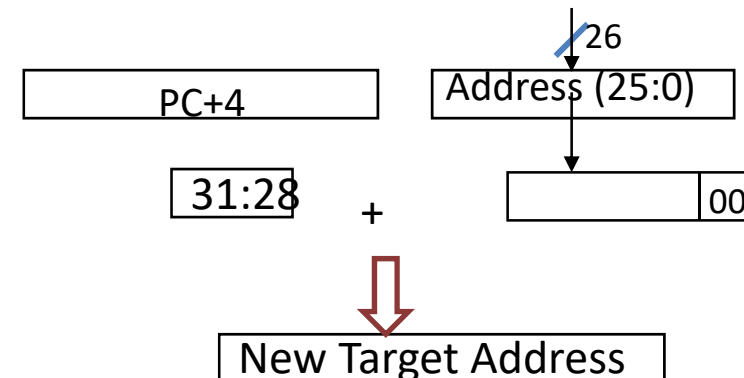 26
PC+4
Address (25:0)
31:28
+
00
New Target Address